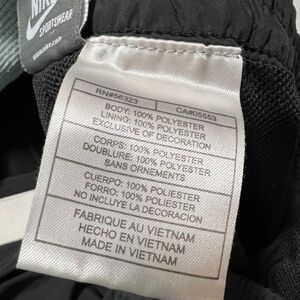 NIKE
SPORTSWEAR
RN#56323 CA#05553
BODY: 100% POLYESTER
LINING: 100% POLYESTER
EXCLUSIVE OF DECORATION
CORPS: 100% POLYESTER
DOUBLURE: 100% POLYESTER
SANS ORNEMENTS
CUERPO: 100% POLIESTER
FORRO: 100% POLIESTER
NO INCLUYE LA DECORACION
FABRIQUE AU VIETNAM
HECHO EN VIETNAM
MADE IN VIETNAM